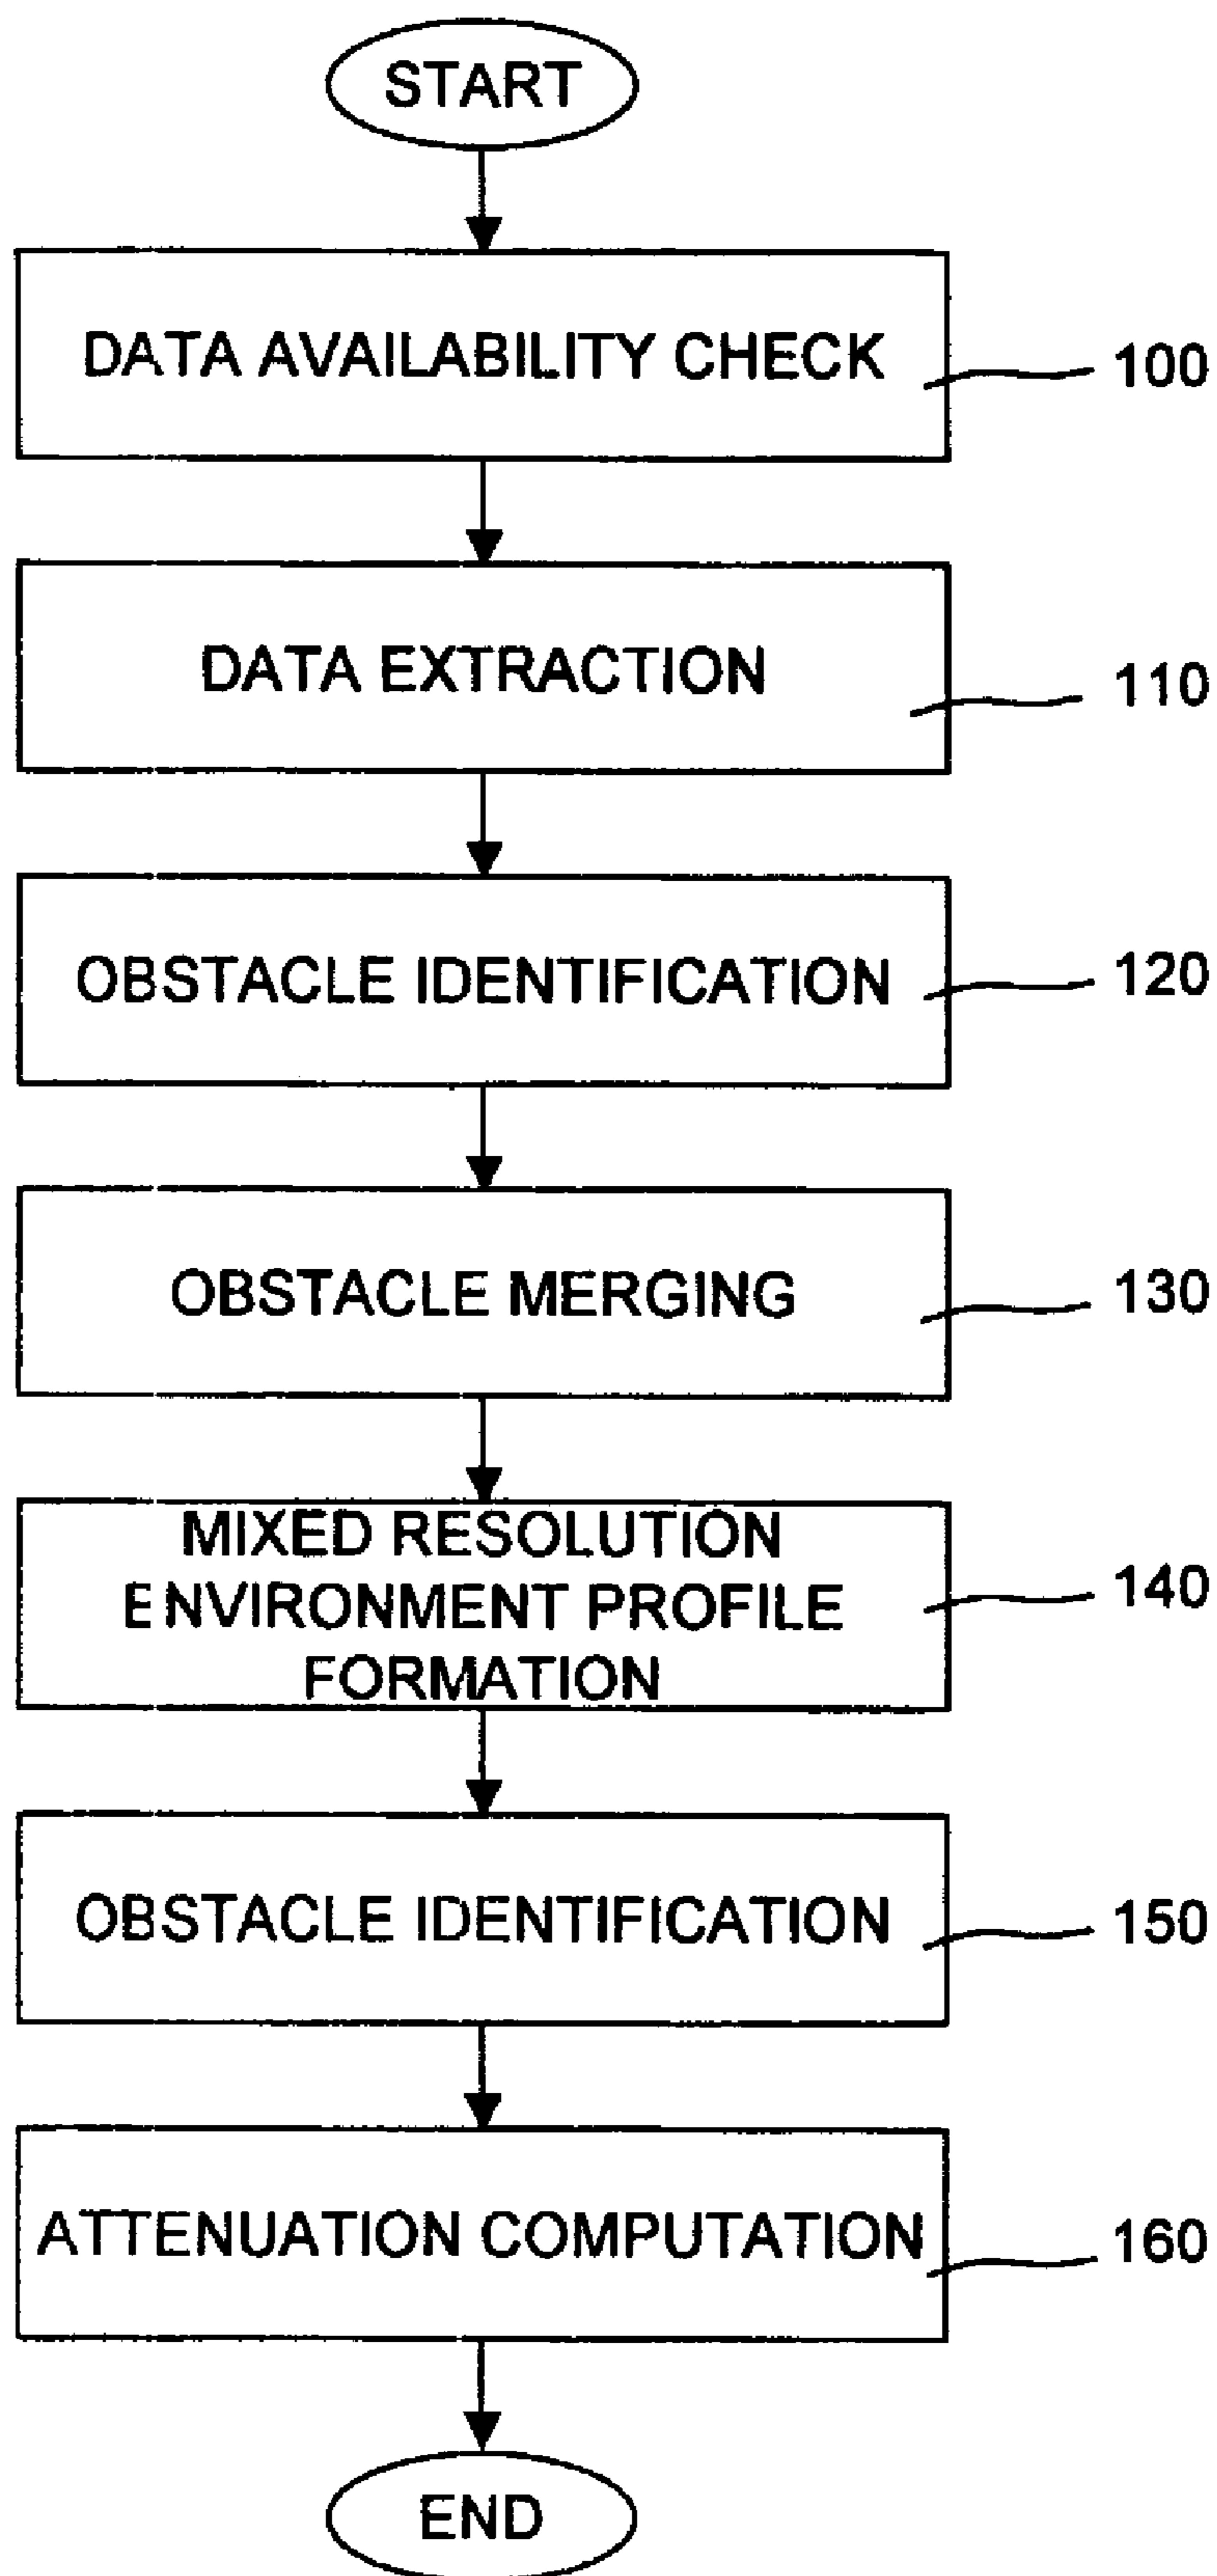 START
DATA AVAILABILITY CHECK
100
DATA EXTRACTION
110
OBSTACLE IDENTIFICATION
120
OBSTACLE MERGING
130
MIXED RESOLUTION
ENVIRONMENT PROFILE
FORMATION
140
OBSTACLE IDENTIFICATION
150
ATTENUATION COMPUTATION
160
END